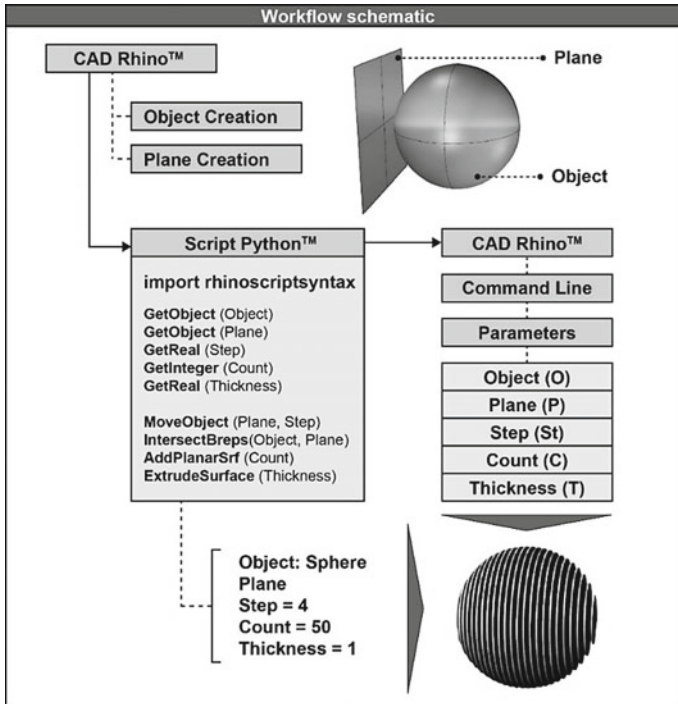 Workflow schematic
CAD Rhino™
Plane
Object Creation
Plane Creation
Object
Script Python™
import rhinoscriptsyntax
GetObject (Object)
GetObject (Plane)
GetReal (Step)
GetInteger (Count)
GetReal (Thickness)
MoveObject (Plane, Step)
IntersectBreps(Object, Plane)
AddPlanarSrf (Count)
ExtrudeSurface (Thickness)
CAD Rhino™
Command Line
Parameters
Object (O)
Plane (P)
Step (St)
Count (C)
Thickness (T)
Object: Sphere
Plane
Step = 4
Count = 50
Thickness = 1